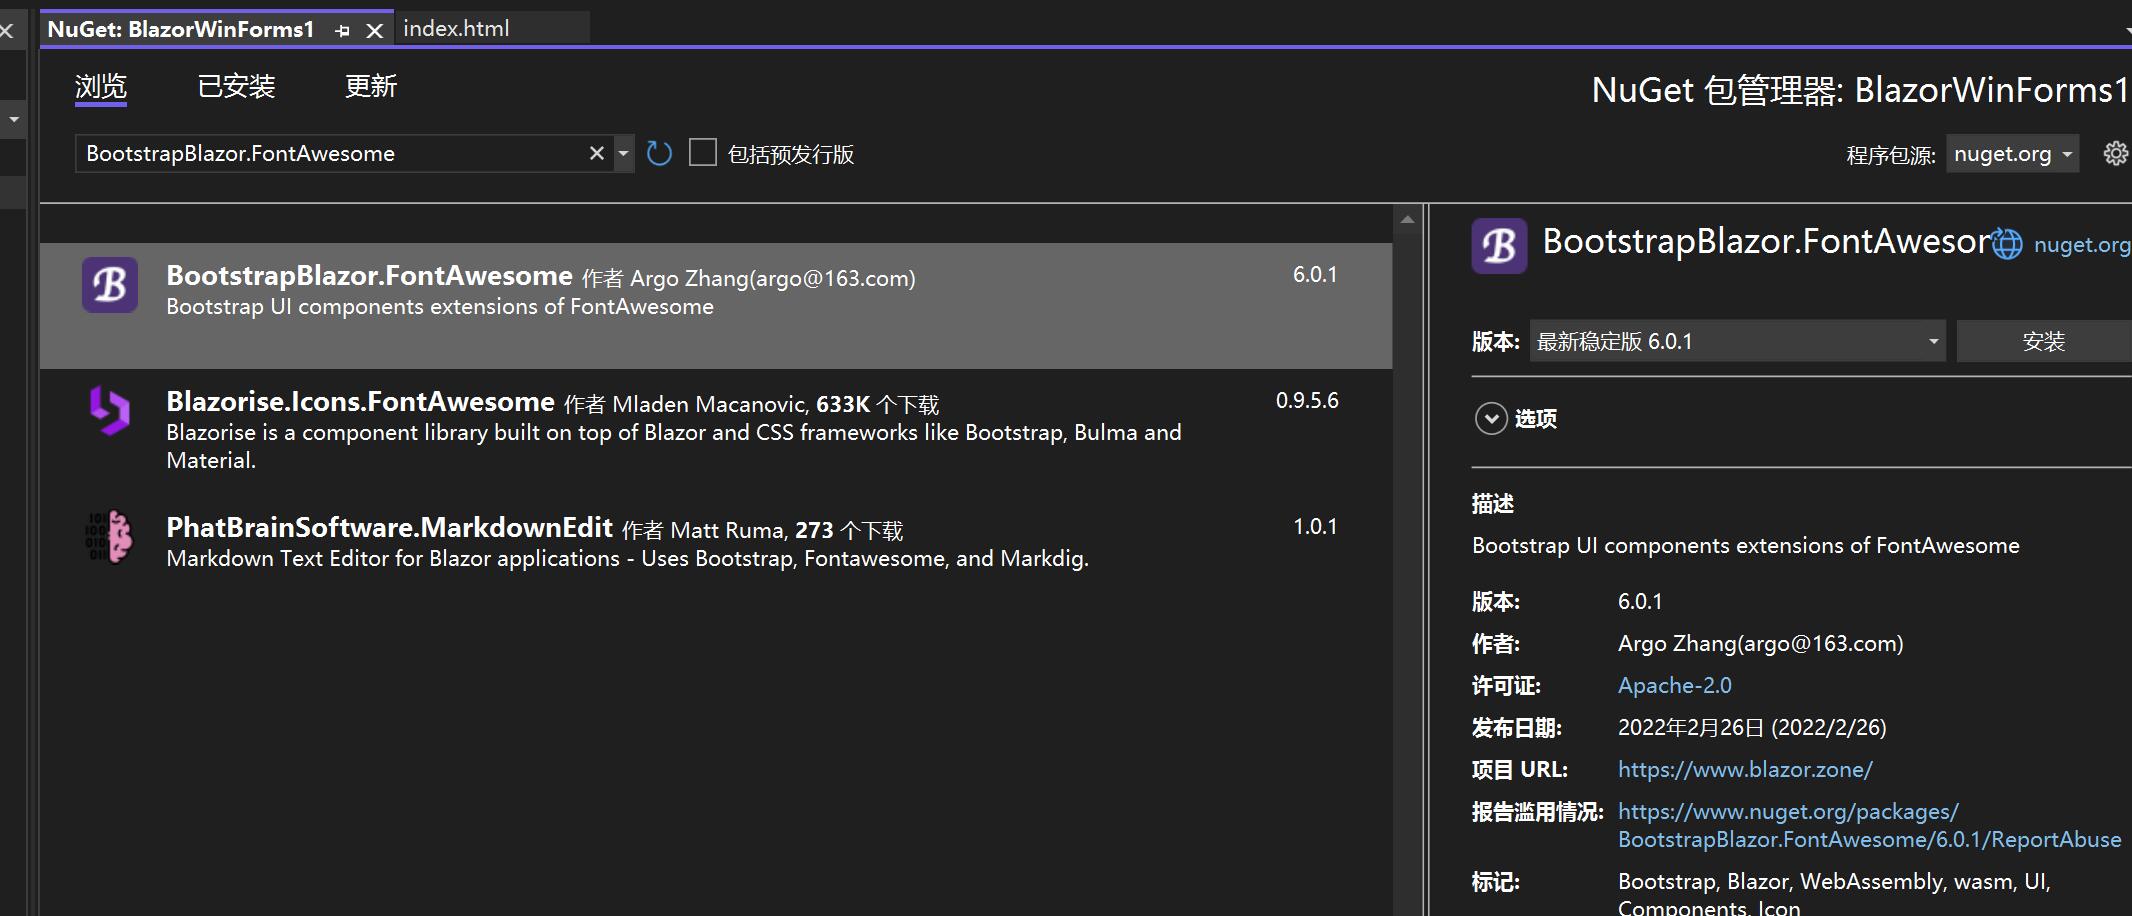 NuGet: BlazorWinForms1
index.html
浏览
已安装
更新
NuGet 包管理器: BlazorWinForms1
BootstrapBlazor.FontAwesome
包括预发行版
程序包源: nuget.org
BootstrapBlazor.FontAwesome 作者 Argo Zhang(argo@163.com)
6.0.1
Bootstrap UI components extensions of FontAwesome
Blazorise.Icons.FontAwesome 作者 Mladen Macanovic, 633K 个下载
0.9.5.6
Blazorise is a component library built on top of Blazor and CSS frameworks like Bootstrap, Bulma and
Material.
PhatBrainSoftware.MarkdownEdit 作者 Matt Ruma, 273 个下载
1.0.1
Markdown Text Editor for Blazor applications - Uses Bootstrap, Fontawesome, and Markdig.
BootstrapBlazor.FontAwesor
nuget.org
版本: 最新稳定版 6.0.1
安装
选项
描述
Bootstrap UI components extensions of FontAwesome
版本: 6.0.1
作者: Argo Zhang(argo@163.com)
许可证: Apache-2.0
发布日期: 2022年2月26日 (2022/2/26)
项目 URL: https://www.blazor.zone/
报告滥用情况: https://www.nuget.org/packages/
BootstrapBlazor.FontAwesome/6.0.1/ReportAbuse
标记: Bootstrap, Blazor, WebAssembly, wasm, UI,
Components, Icon